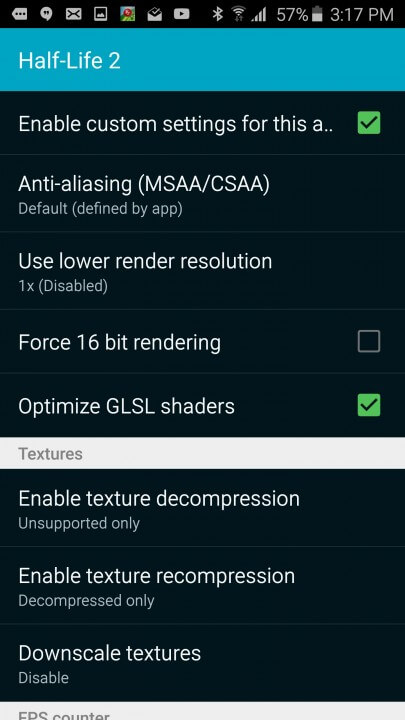 57% 3:17 PM
Half-Life 2
Enable custom settings for this a..
Anti-aliasing (MSAA/CSAA)
Default (defined by app)
Use lower render resolution
1x (Disabled)
Force 16 bit rendering
Optimize GLSL shaders
Textures
Enable texture decompression
Unsupported only
Enable texture recompression
Decompressed only
Downscale textures
Disable
FPS counter